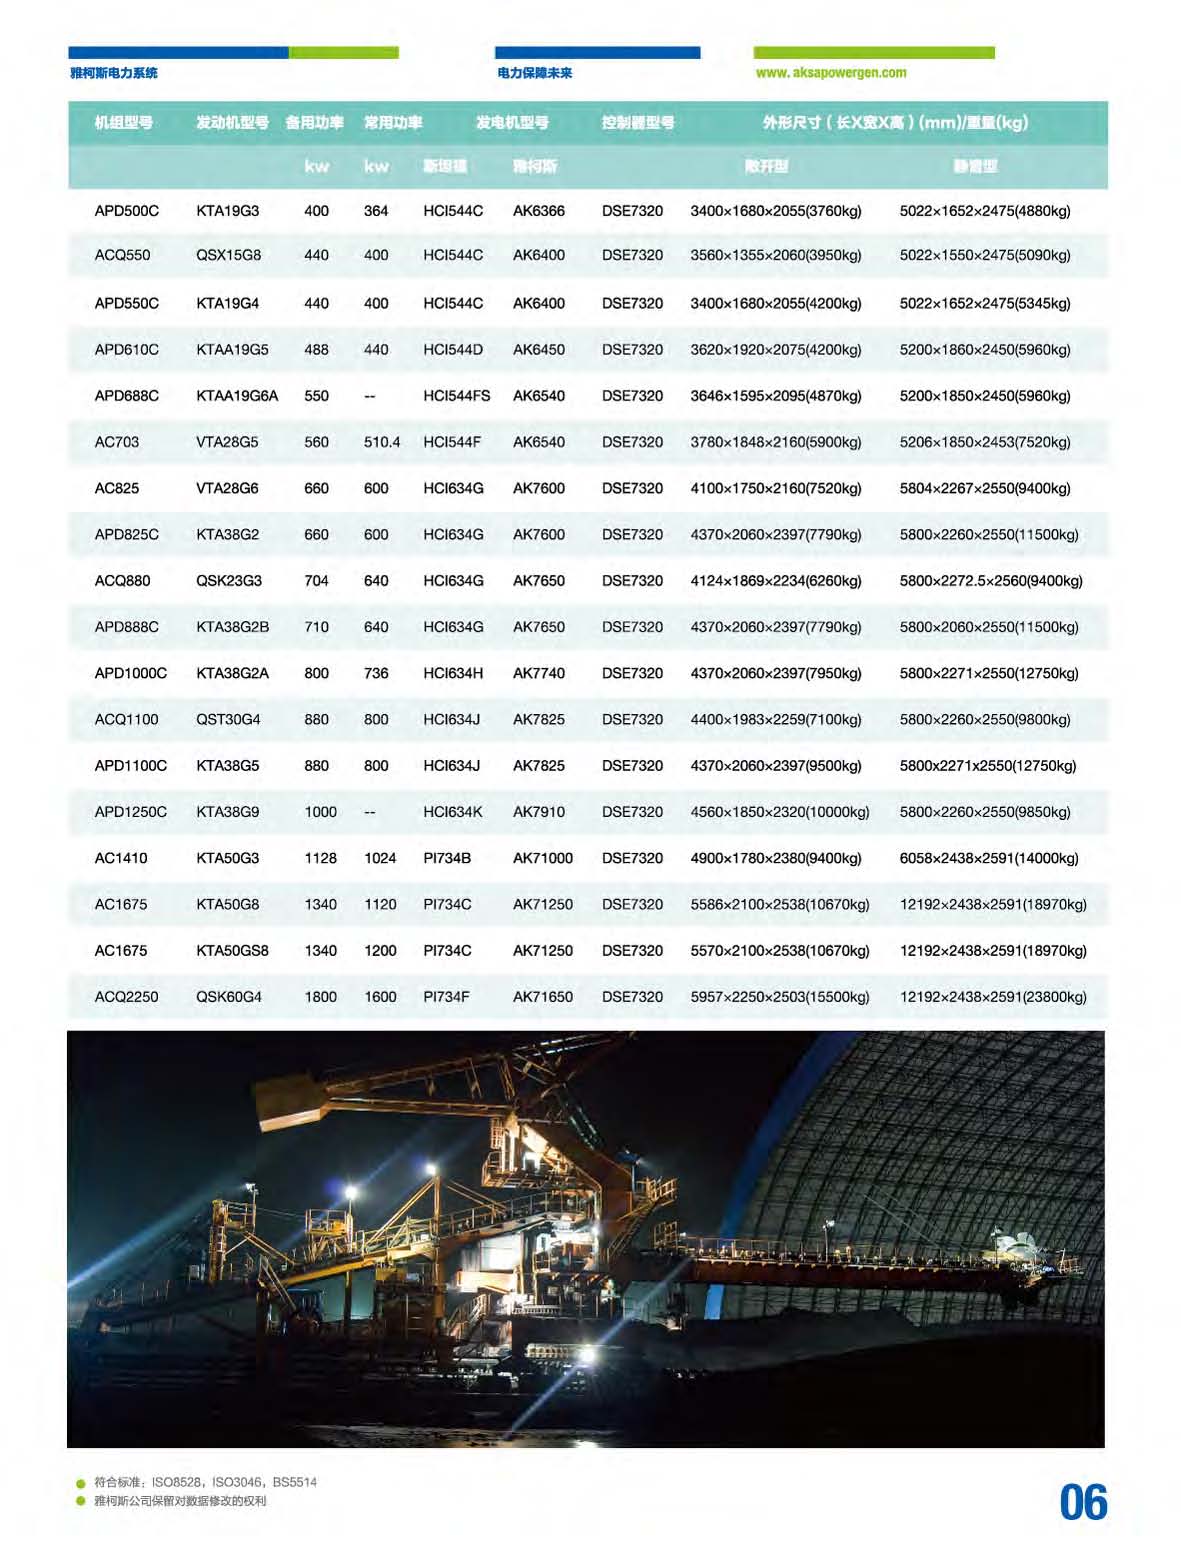 雅柯斯电力系统 电力保障未来 www.aksapowergen.com
机组型号 发动机型号 备用功率 常用功率 发电机型号 控制器型号 外形尺寸（长X宽X高）(mm)/重量(kg)
kw kw 斯坦福 雅柯斯 敞开型 静音型
APD500C KTA19G3 400 364 HCI544C AK6366 DSE7320 3400×1680×2055(3760kg) 5022×1652×2475(4880kg)
ACQ550 QSX15G8 440 400 HCI544C AK6400 DSE7320 3560×1355×2060(3950kg) 5022×1550×2475(5090kg)
APD550C KTA19G4 440 400 HCI544C AK6400 DSE7320 3400×1680×2055(4200kg) 5022×1652×2475(5345kg)
APD610C KTAA19G5 488 440 HCI544D AK6450 DSE7320 3620×1920×2075(4200kg) 5200×1860×2450(5960kg)
APD688C KTAA19G6A 550 -- HCI544FS AK6540 DSE7320 3646×1595×2095(4870kg) 5200×1850×2450(5960kg)
AC703 VTA28G5 560 510.4 HCI544F AK6540 DSE7320 3780×1848×2160(5900kg) 5206×1850×2453(7520kg)
AC825 VTA28G6 660 600 HCI634G AK7600 DSE7320 4100×1750×2160(7520kg) 5804×2267×2550(9400kg)
APD825C KTA38G2 660 600 HCI634G AK7600 DSE7320 4370×2060×2397(7790kg) 5800×2260×2550(11500kg)
ACQ880 QSK23G3 704 640 HCI634G AK7650 DSE7320 4124×1869×2234(6260kg) 5800×2272.5×2560(9400kg)
APD888C KTA38G2B 710 640 HCI634G AK7650 DSE7320 4370×2060×2397(7790kg) 5800×2060×2550(11500kg)
APD1000C KTA38G2A 800 736 HCI634H AK7740 DSE7320 4370×2060×2397(7950kg) 5800×2271×2550(12750kg)
ACQ1100 QST30G4 880 800 HCI634J AK7825 DSE7320 4400×1983×2259(7100kg) 5800×2260×2550(9800kg)
APD1100C KTA38G5 880 800 HCI634J AK7825 DSE7320 4370×2060×2397(9500kg) 5800x2271x2550(12750kg)
APD1250C KTA38G9 1000 -- HCI634K AK7910 DSE7320 4560×1850×2320(10000kg) 5800×2260×2550(9850kg)
AC1410 KTA50G3 1128 1024 PI734B AK71000 DSE7320 4900×1780×2380(9400kg) 6058×2438×2591(14000kg)
AC1675 KTA50G8 1340 1120 PI734C AK71250 DSE7320 5586×2100×2538(10670kg) 12192×2438×2591(18970kg)
AC1675 KTA50GS8 1340 1200 PI734C AK71250 DSE7320 5570×2100×2538(10670kg) 12192×2438×2591(18970kg)
ACQ2250 QSK60G4 1800 1600 PI734F AK71650 DSE7320 5957×2250×2503(15500kg) 12192×2438×2591(23800kg)
符合标准：ISO8528，ISO3046，BS5514
雅柯斯公司保留对数据修改的权利
06